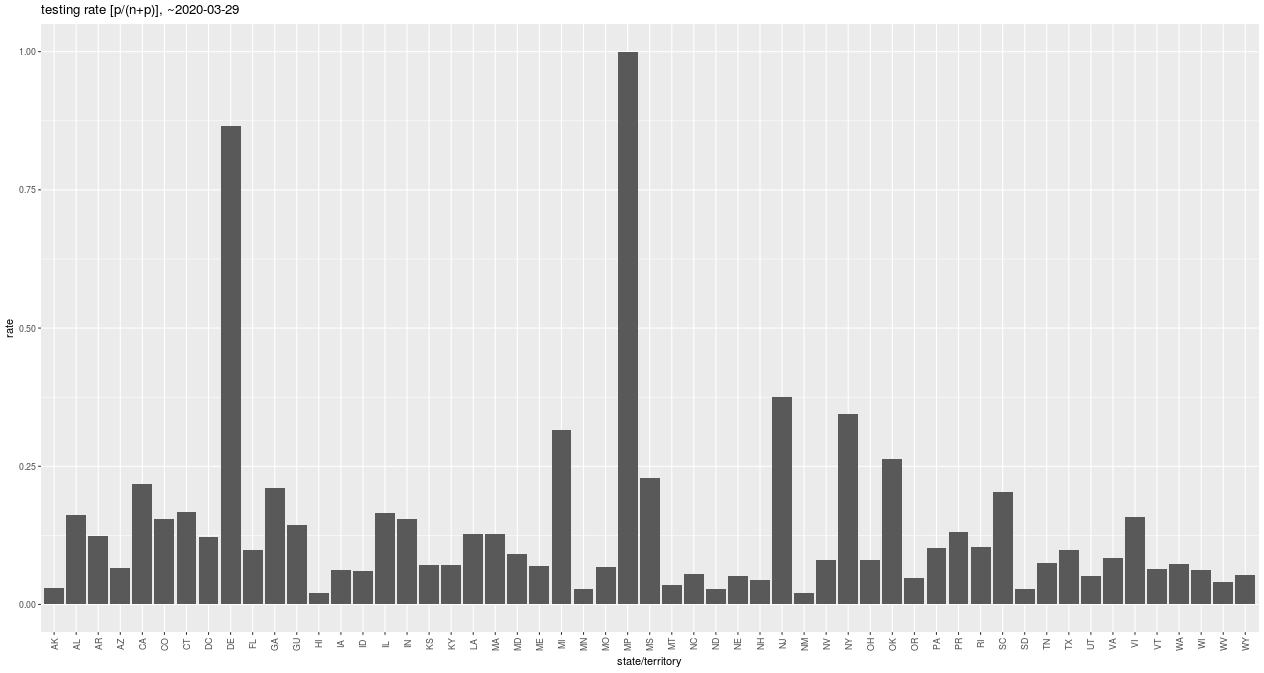 testing rate [p/(n+p)], ~2020-03-29
1.00
0.75
0.50
0.25
0.00
rate
AK AL AR AZ CA CO CT DC DE FL GA GU HI IA ID IL IN KS KY LA MA MD ME MI MN MO MP MS MT NC ND NE NH NJ NM NV NY OH OK OR PA PR RI SC SD TN TX UT VA VI VT WA WI WV WY
state/territory